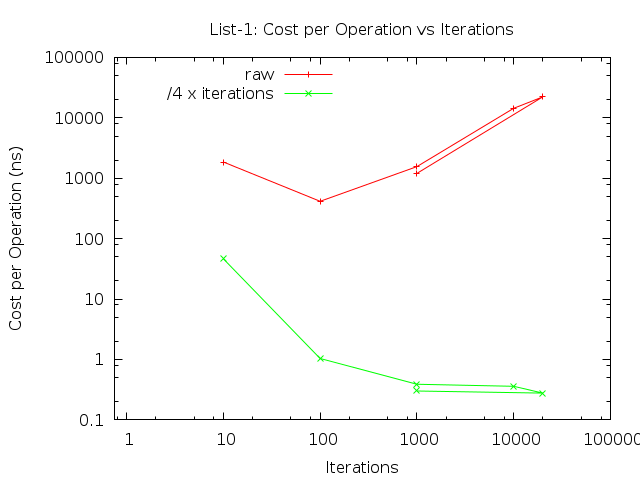 List-1: Cost per Operation vs Iterations
raw
/4 x iterations
Cost per Operation (ns)
100000
10000
1000
100
10
1
0.1
1
10
100
1000
10000
100000
Iterations